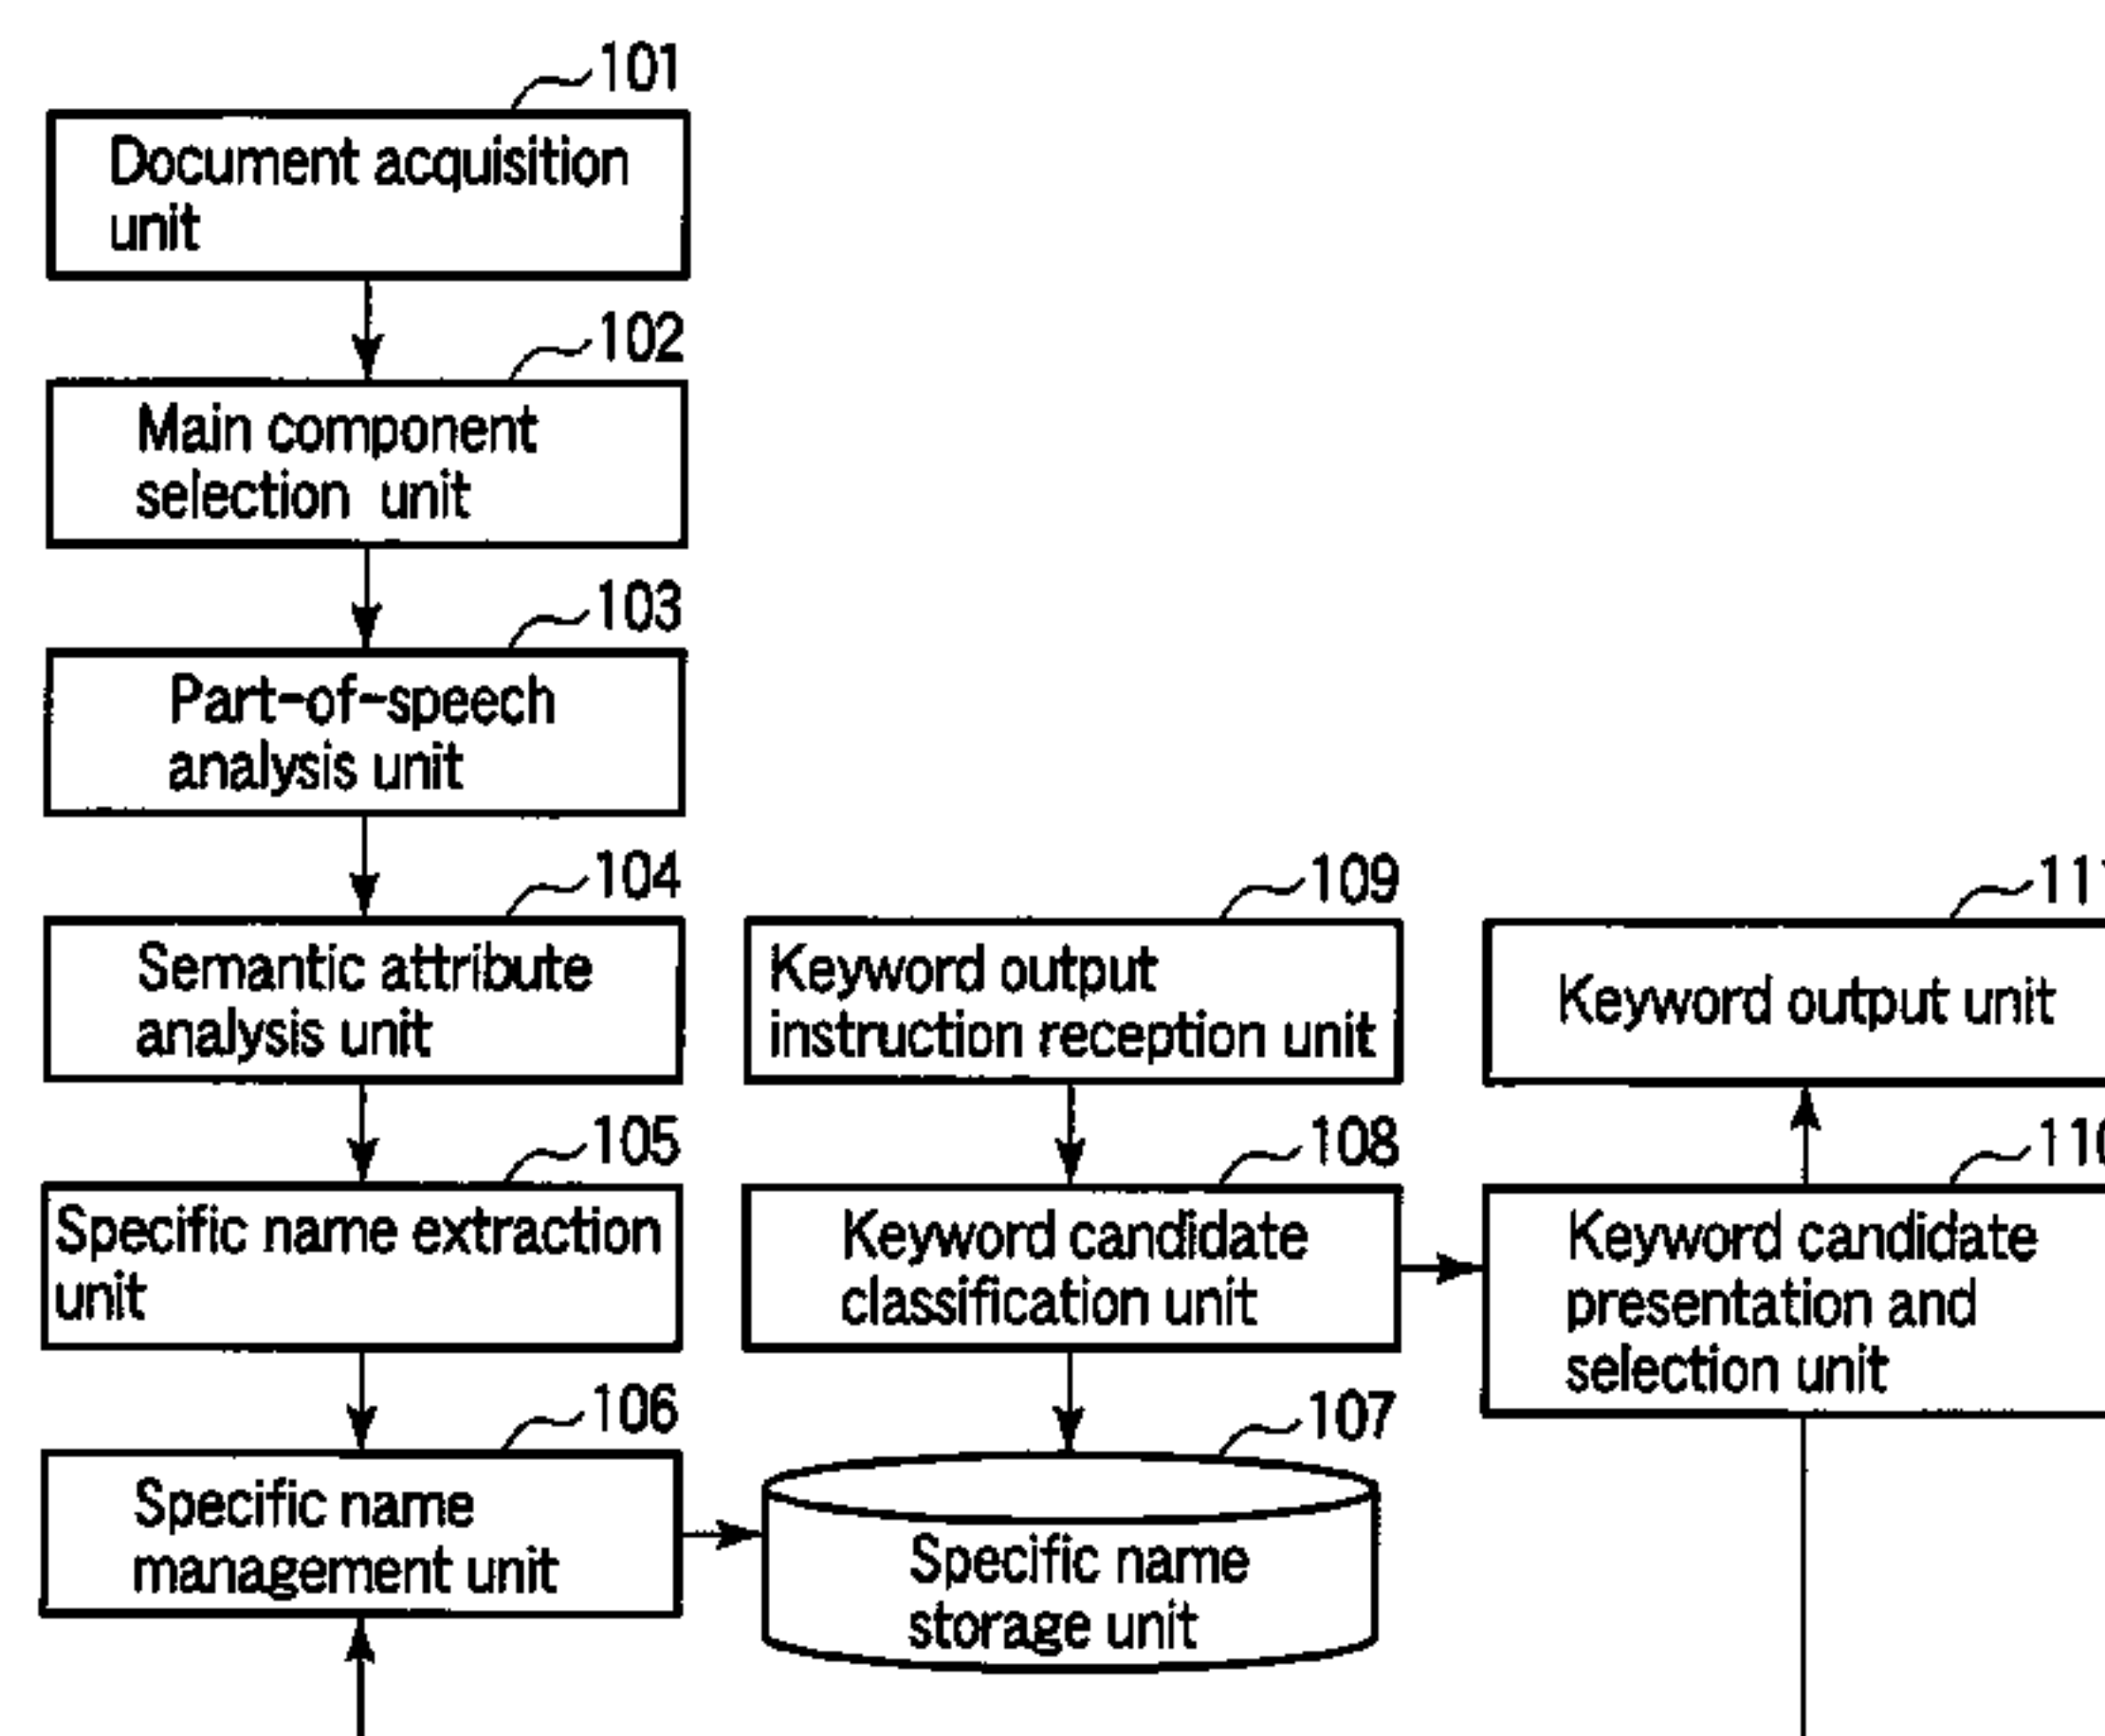 101
Document acquisition
unit
102
Main component
selection unit
103
Part-of-speech
analysis unit
104
Semantic attribute
analysis unit
105
Specific name extraction
unit
106
Specific name
management unit
109
Keyword output
instruction reception unit
108
Keyword candidate
classification unit
107
Specific name
storage unit
111
Keyword output unit
110
Keyword candidate
presentation and
selection unit